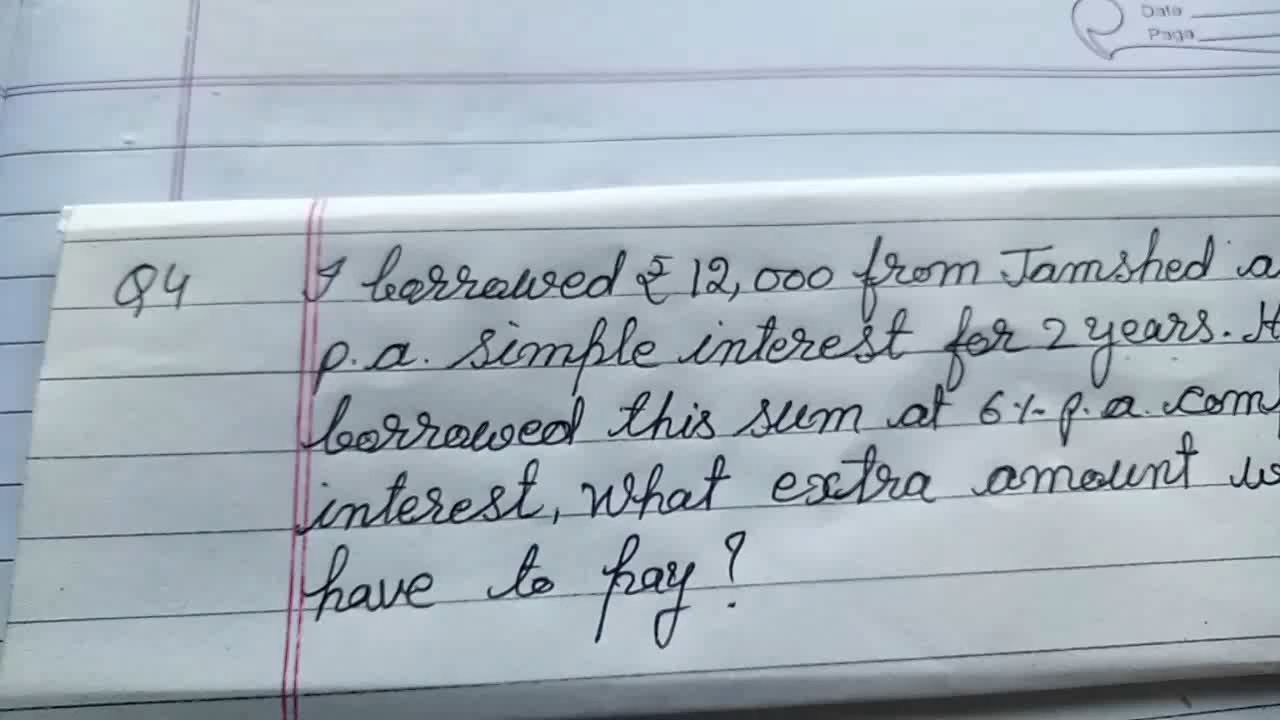 Date
Page
Q4 I borrowed ₹ 12,000 from Jamshed
p.a. simple interest for 2 years.
borrowed this sum at 6% p.a.
interest, what extra amount
have to pay?